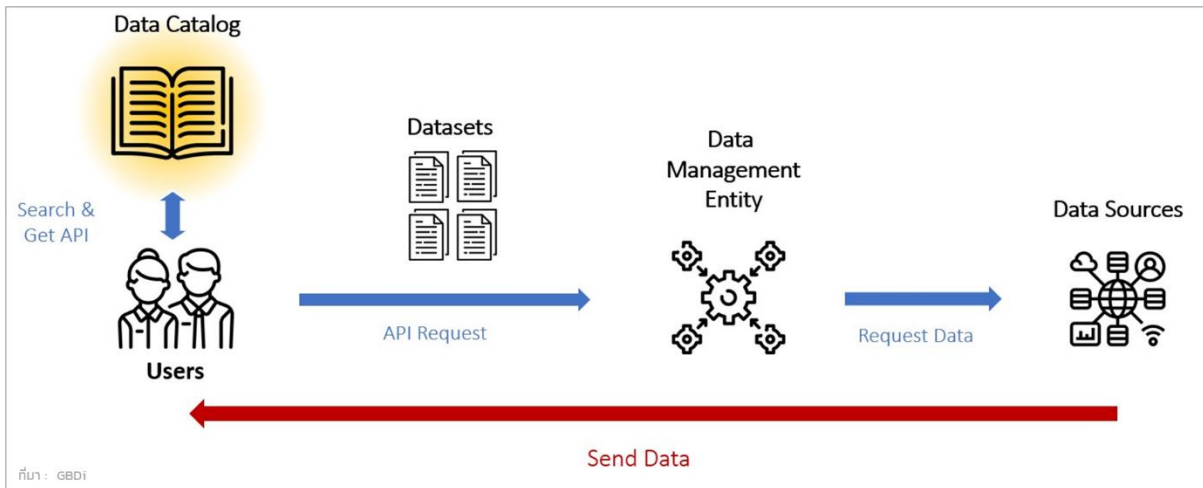 Data Catalog
Search &
Get API
Users
Datasets
API Request
Data
Management
Entity
Request Data
Data Sources
Send Data
ที่มา : GBDi